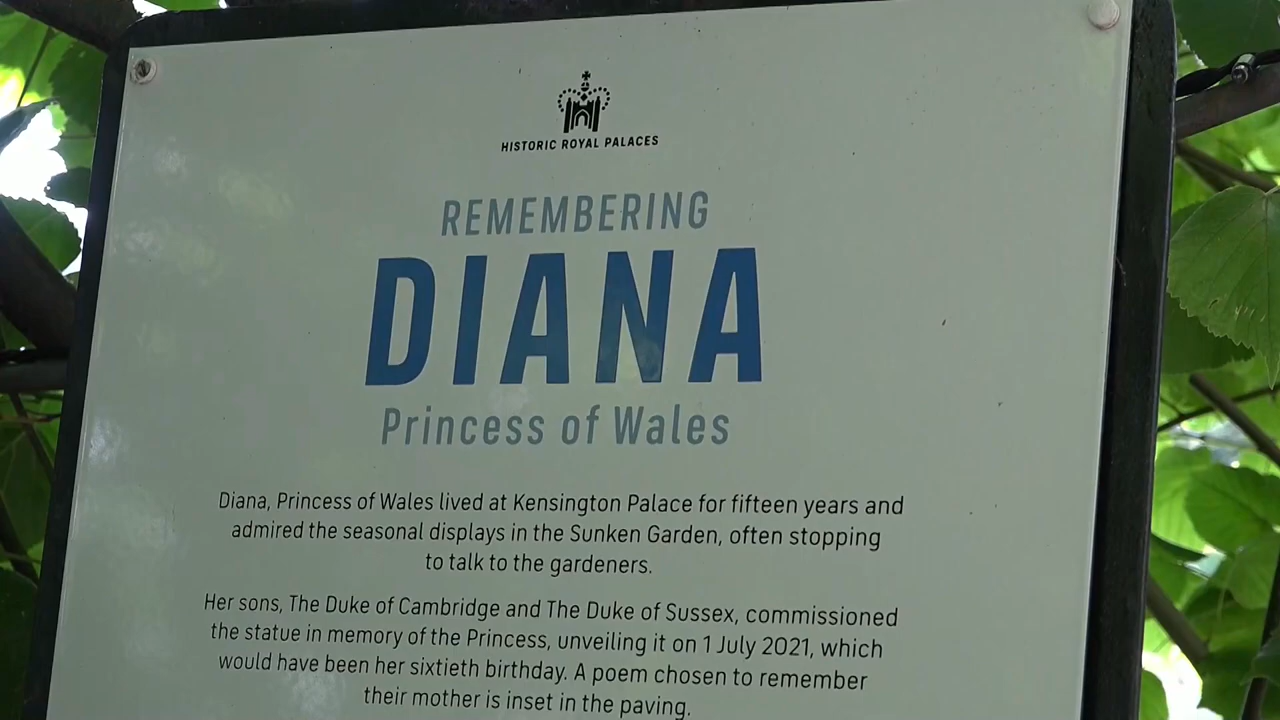 HISTORIC ROYAL PALACES
REMEMBERING
DIANA
Princess of Wales
Diana, Princess of Wales lived at Kensington Palace for fifteen years and
admired the seasonal displays in the Sunken Garden, often stopping
to talk to the gardeners.
Her sons, The Duke of Cambridge and The Duke of Sussex, commissioned
the statue in memory of the Princess, unveiling it on 1 July 2021, which
would have been her sixtieth birthday. A poem chosen to remember
their mother is inset in the paving.